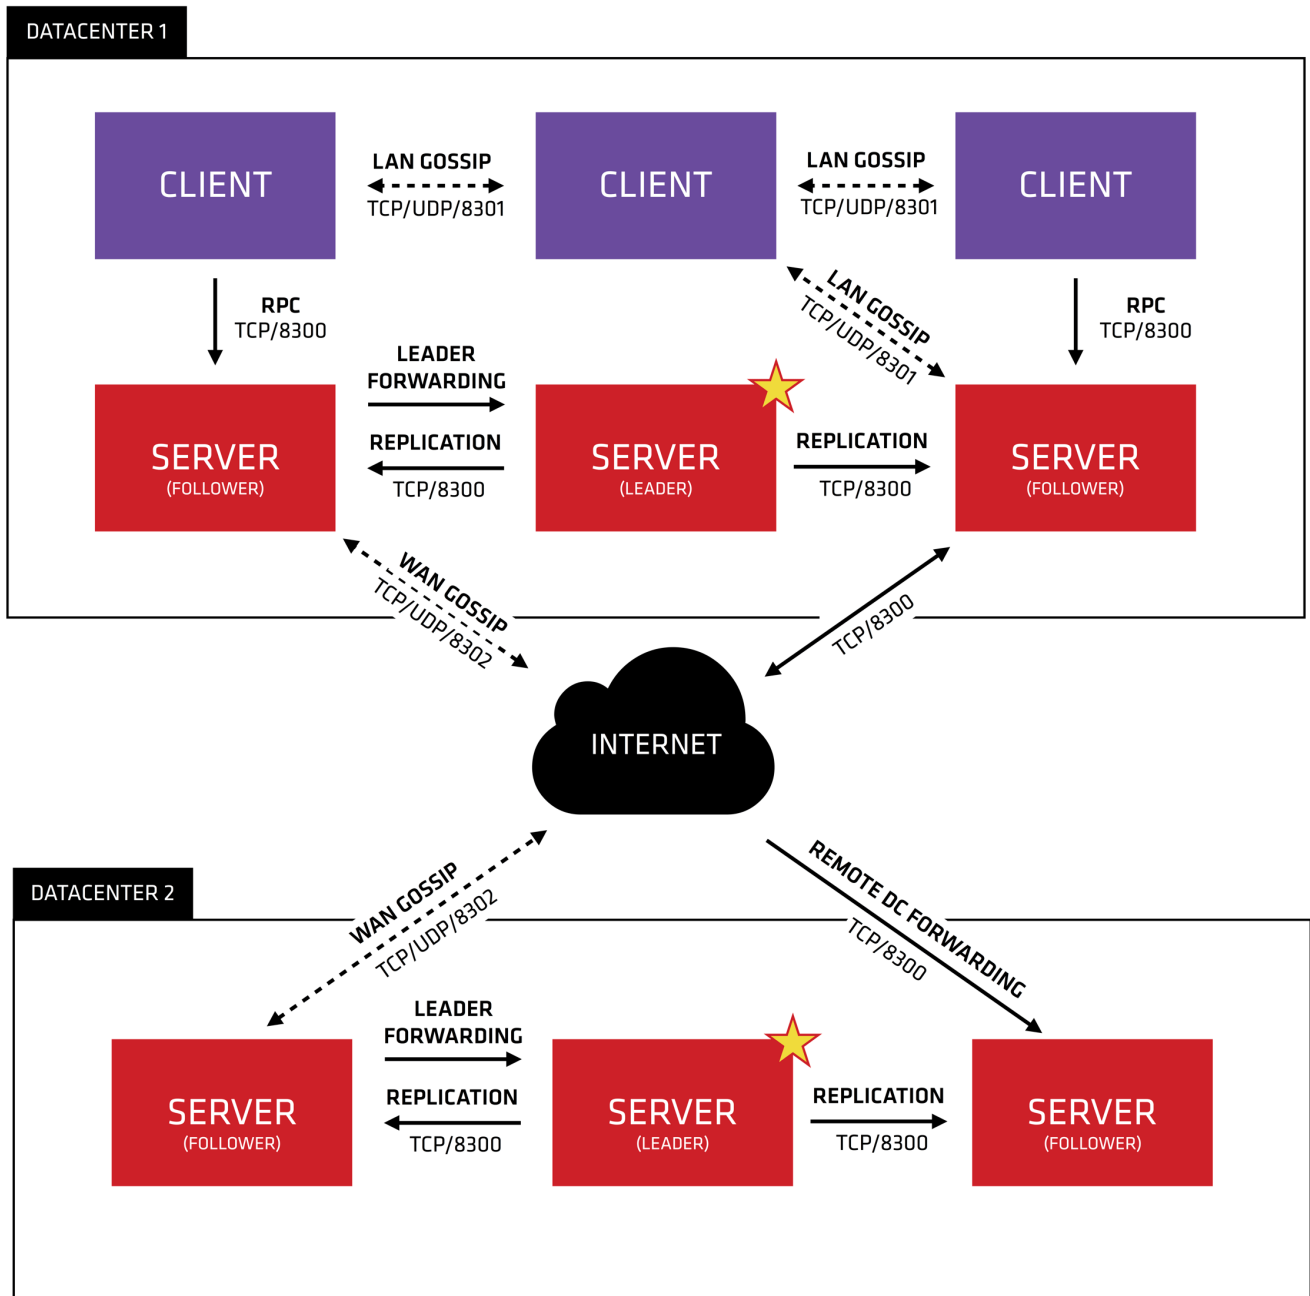 DATACENTER 1
CLIENT
LAN GOSSIP
TCP/UDP/8301
CLIENT
LAN GOSSIP
TCP/UDP/8301
CLIENT
RPC
TCP/8300
LAN GOSSIP
TCP/UDP/8301
RPC
TCP/8300
LEADER
FORWARDING
SERVER
(FOLLOWER)
REPLICATION
TCP/8300
SERVER
(LEADER)
REPLICATION
TCP/8300
SERVER
(FOLLOWER)
WAN GOSSIP
TCP/UDP/8302
TCP/8300
INTERNET
DATACENTER 2
WAN GOSSIP
TCP/UDP/8302
REMOTE DC FORWARDING
TCP/8300
LEADER
FORWARDING
SERVER
(FOLLOWER)
REPLICATION
TCP/8300
SERVER
(LEADER)
REPLICATION
TCP/8300
SERVER
(FOLLOWER)